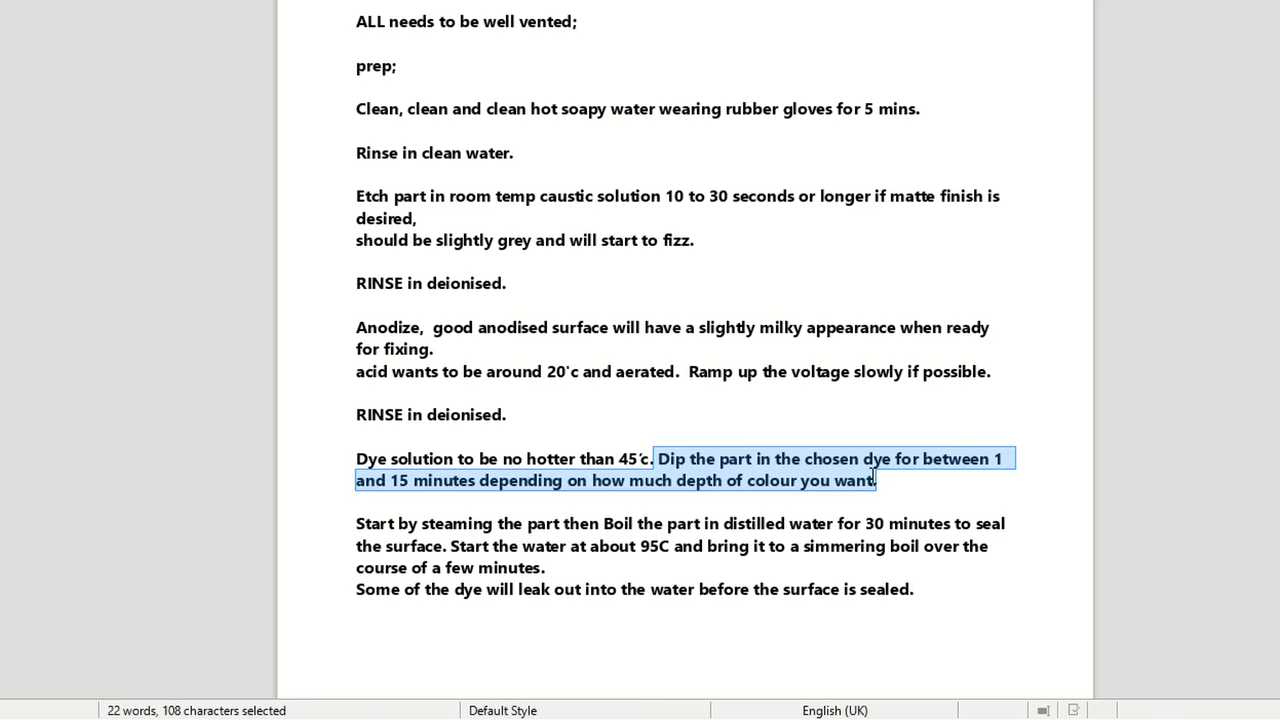 ALL needs to be well vented;
prep;
Clean, clean and clean hot soapy water wearing rubber gloves for 5 mins.
Rinse in clean water.
Etch part in room temp caustic solution 10 to 30 seconds or longer if matte finish is
desired,
should be slightly grey and will start to fizz.
RINSE in deionised.
Anodize,  good anodised surface will have a slightly milky appearance when ready
for fixing.
acid wants to be around 20'c and aerated.  Ramp up the voltage slowly if possible.
RINSE in deionised.
Dye solution to be no hotter than 45'c. Dip the part in the chosen dye for between 1
and 15 minutes depending on how much depth of colour you want.
Start by steaming the part then Boil the part in distilled water for 30 minutes to seal
the surface. Start the water at about 95C and bring it to a simmering boil over the
course of a few minutes.
Some of the dye will leak out into the water before the surface is sealed.
22 words, 108 characters selected
Default Style
English (UK)